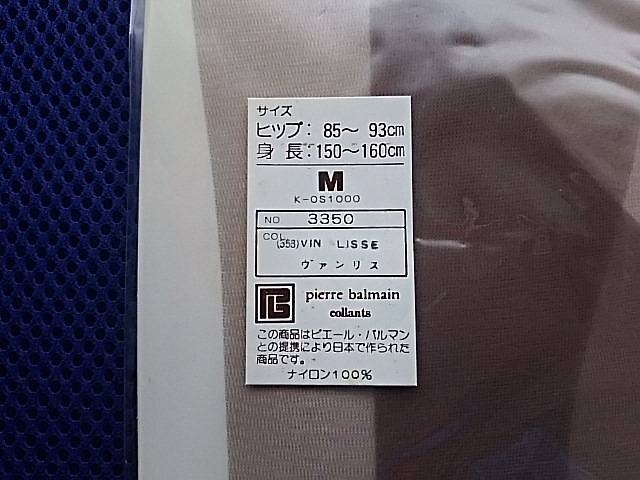 サイズ
ヒップ: 85〜 93cm
身 長: 150〜160cm
M
K-OS1000
NO 3350
COL (358) VIN LISSE
ヴァンリス
pierre balmain
collants
この商品はピエール・バルマン
との提携により日本で作られた
商品です。
ナイロン100%